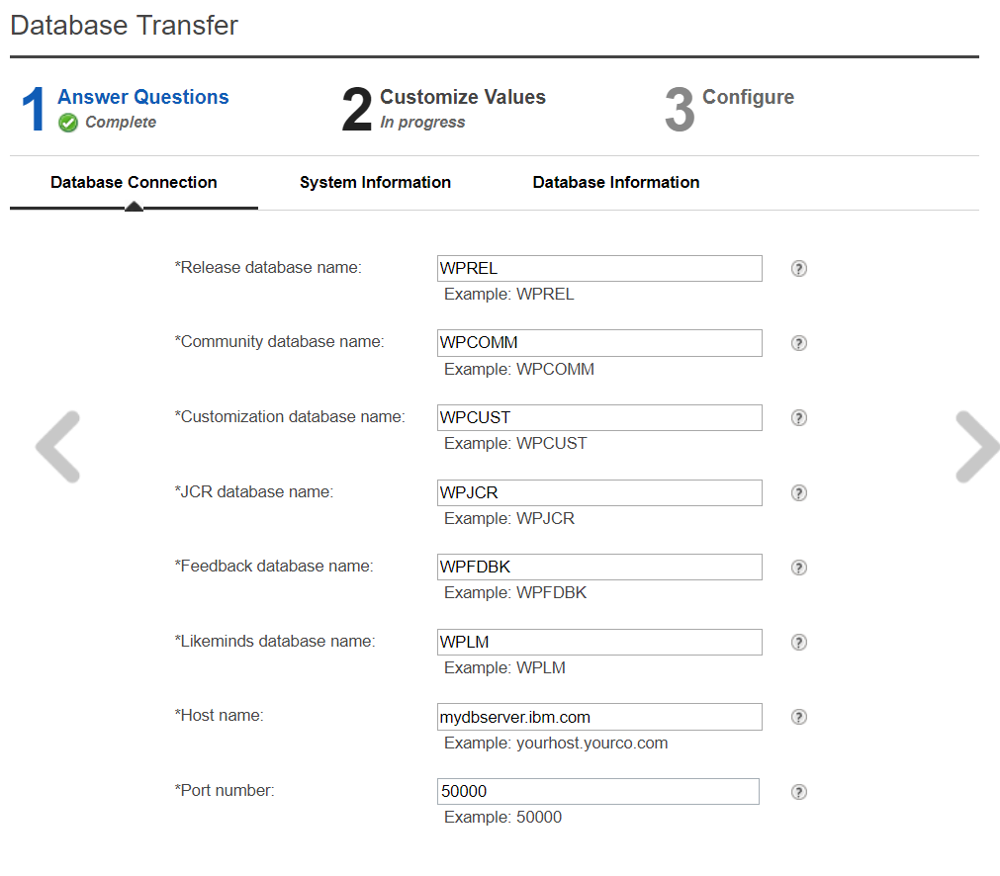 Database Transfer
1 Answer Questions
Complete
2 Customize Values
In progress
3 Configure
Database Connection System Information Database Information
*Release database name: WPREL ?
Example: WPREL
*Community database name: WPCOMM ?
Example: WPCOMM
*Customization database name: WPCUST ?
Example: WPCUST
*JCR database name: WPJCR ?
Example: WPJCR
*Feedback database name: WPFDBK ?
Example: WPFDBK
*Likeminds database name: WPLM ?
Example: WPLM
*Host name: mydbserver.ibm.com ?
Example: yourhost.yourco.com
*Port number: 50000 ?
Example: 50000